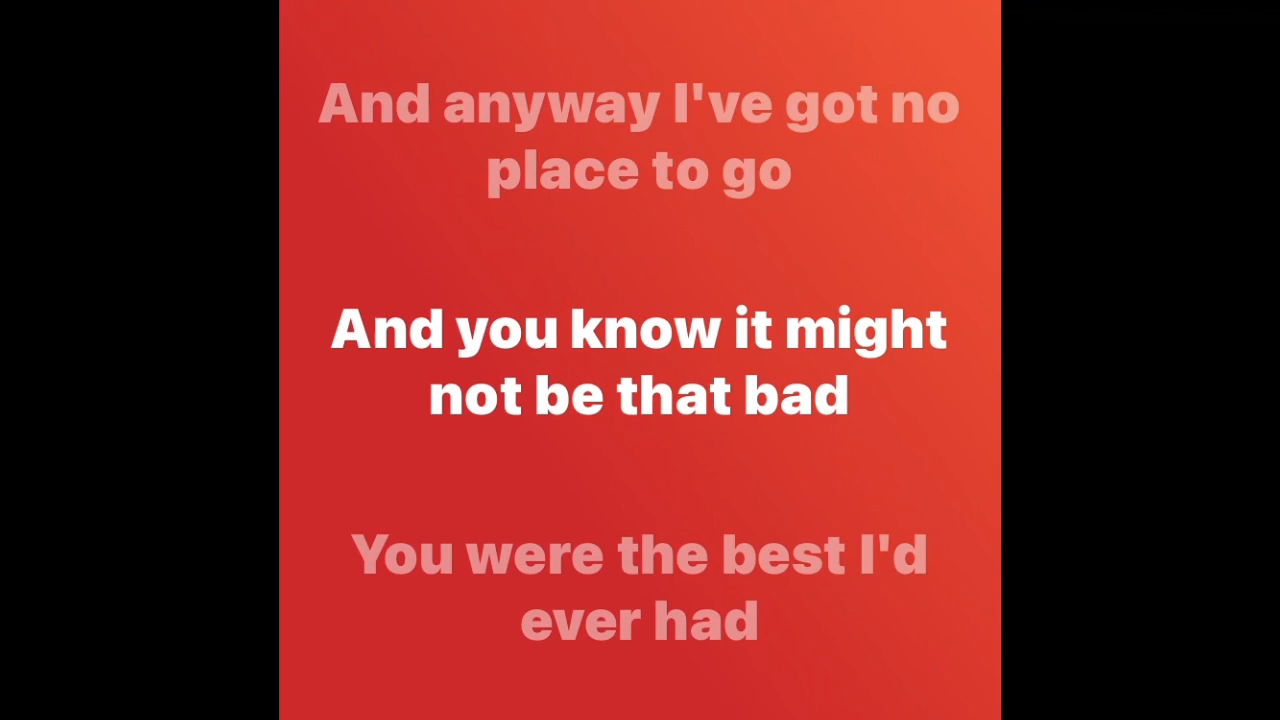 And anyway I've got no
place to go
And you know it might
not be that bad
You were the best I'd
ever had